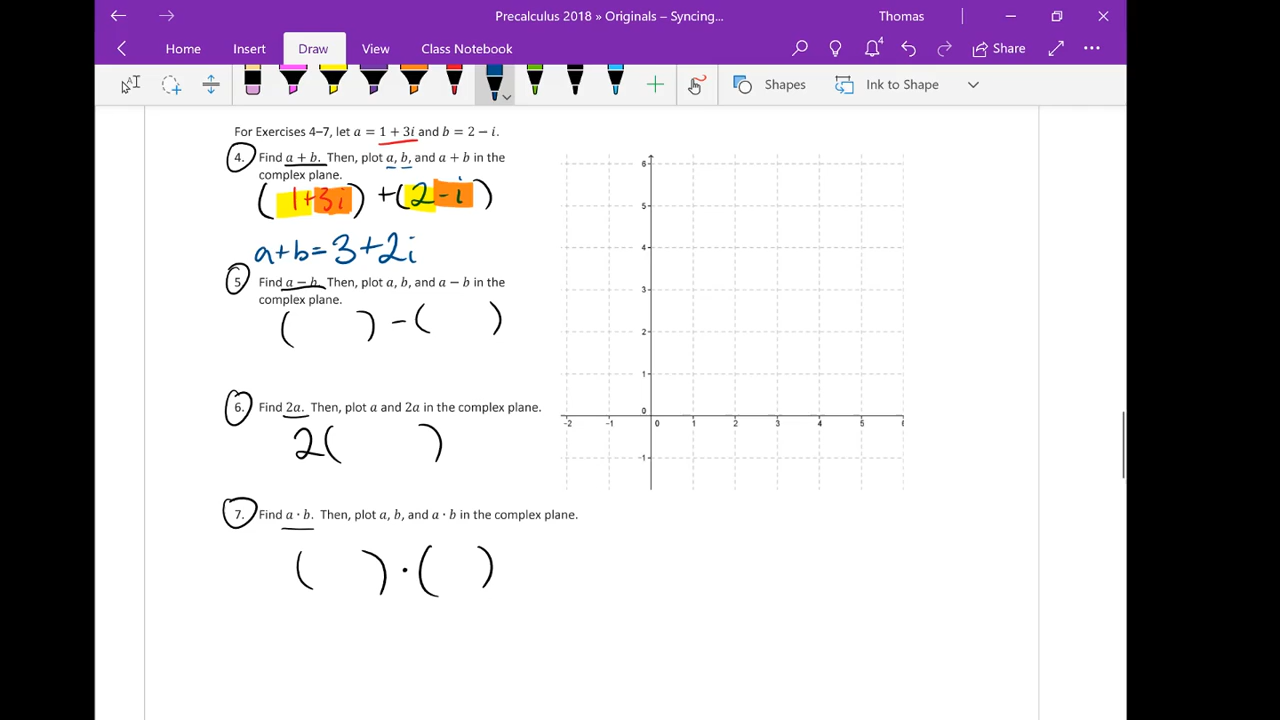 Precalculus 2018 » Originals – Syncing...
Thomas
Home Insert Draw View Class Notebook
4
Share
Shapes
Ink to Shape
For Exercises 4–7, let a = 1 + 3i and b = 2 − i.
4. Find a + b. Then, plot a, b, and a + b in the
complex plane.
(1+3i) +(2-i)
a+b=3+2i
5. Find a − b. Then, plot a, b, and a − b in the
complex plane.
( ) - ( )
6. Find 2a. Then, plot a and 2a in the complex plane.
2( )
7. Find a · b. Then, plot a, b, and a · b in the complex plane.
( ) · ( )
6
5
4
3
2
1
0
-2 -1 0 1 2 3 4 5 6
-1